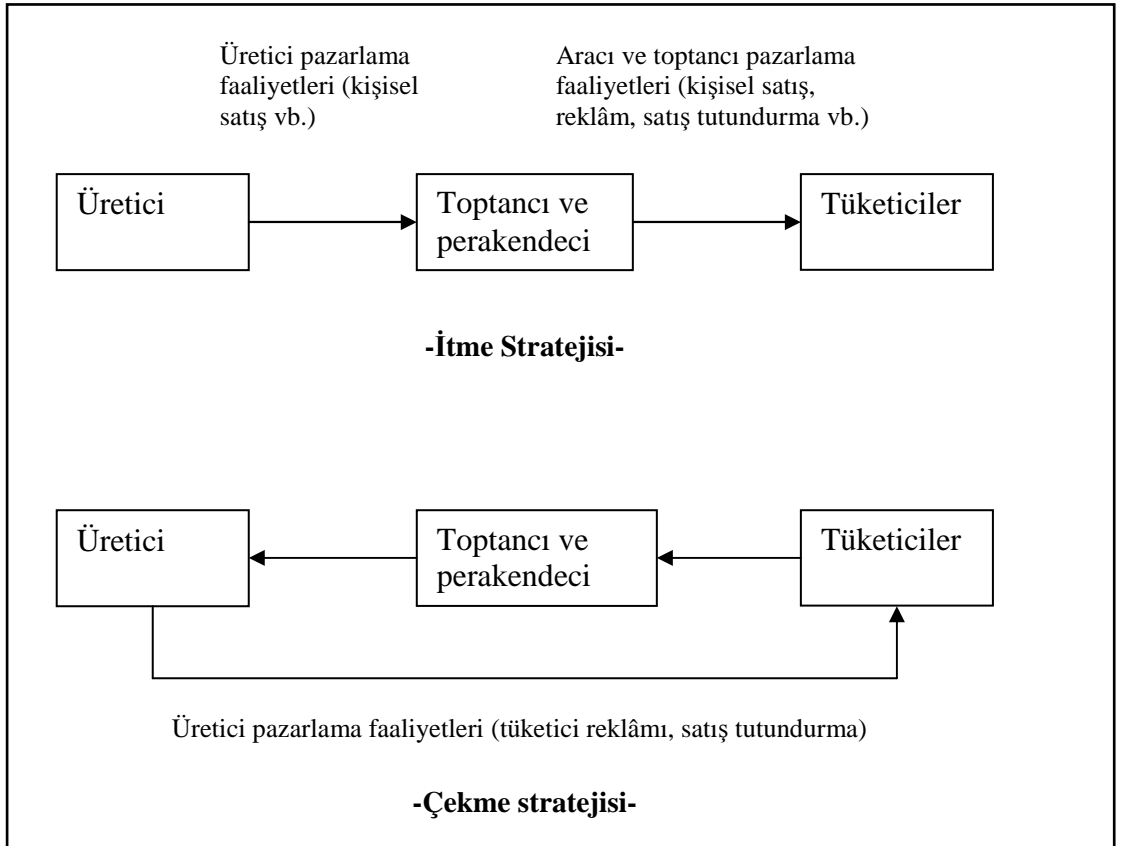 Üretici pazarlama
faaliyetleri (kişisel
satış vb.)
Aracı ve toptancı pazarlama
faaliyetleri (kişisel satış,
reklâm, satış tutundurma vb.)
Üretici
Toptancı ve
perakendeci
Tüketiciler
-İtme Stratejisi-
Üretici
Toptancı ve
perakendeci
Tüketiciler
Üretici pazarlama faaliyetleri (tüketici reklâmı, satış tutundurma)
-Çekme stratejisi-